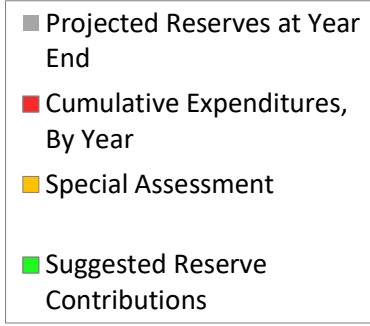 Projected Reserves at Year
End
Cumulative Expenditures,
By Year
Special Assessment
Suggested Reserve
Contributions